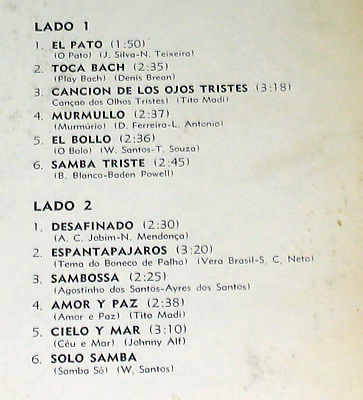 LADO 1
1. EL PATO (1:50)
(O Pato) (J. Silva-N. Teixeira)
2. TOCA BACH (2:35)
(Play Bach) (Denis Brean)
3. CANCION DE LOS OJOS TRISTES (3:18)
Cançao dos Olhos Tristes) (Tito Madi)
4. MURMULLO (2:37)
(Murmúrio) (D. Ferreira-L. Antonio)
5. EL BOLLO (2:36)
(O Bolo) (W. Santos-T. Souza)
6. SAMBA TRISTE (2:45)
(B. Blanco-Baden Powell)
LADO 2
1. DESAFINADO (2:30)
(A. C. Jobim-N. Mendonça)
2. ESPANTAPAJAROS (3:20)
(Tema do Boneco de Palha) (Vera Brasil-S, C, Neto)
3. SAMBOSSA (2:25)
(Agostinho dos Santos-Ayres dos Santos)
4. AMOR Y PAZ (2:38)
(Amor e Paz) (Tito Madi)
5. CIELO Y MAR (3:10)
(Céu e Mar) (Johnny Alf)
6. SOLO SAMBA
(Samba Só) (W. Santos)